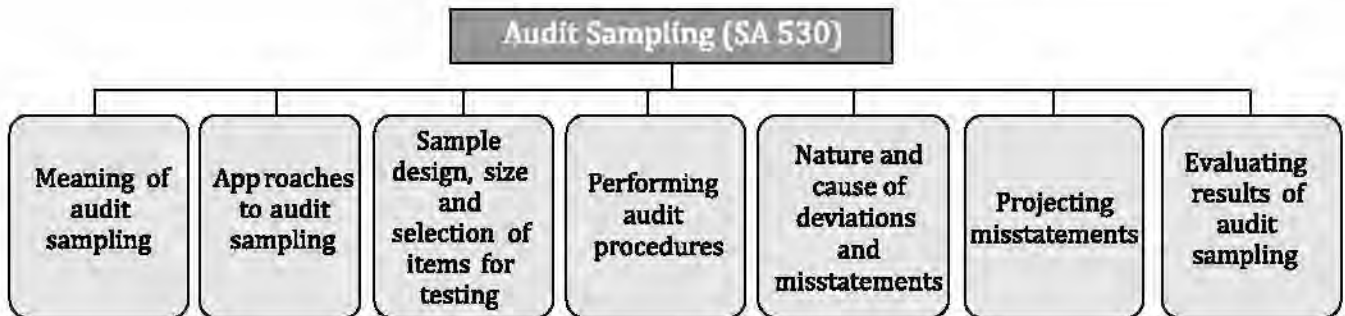 Audit Sampling (SA 530)
Meaning of
audit
sampling
Approaches
to audit
sampling
Sample
design, size
and
selection of
items for
testing
Performing
audit
procedures
Nature and
cause of
deviations
and
misstatements
Projecting
misstatements
Evaluating
results of
audit
sampling